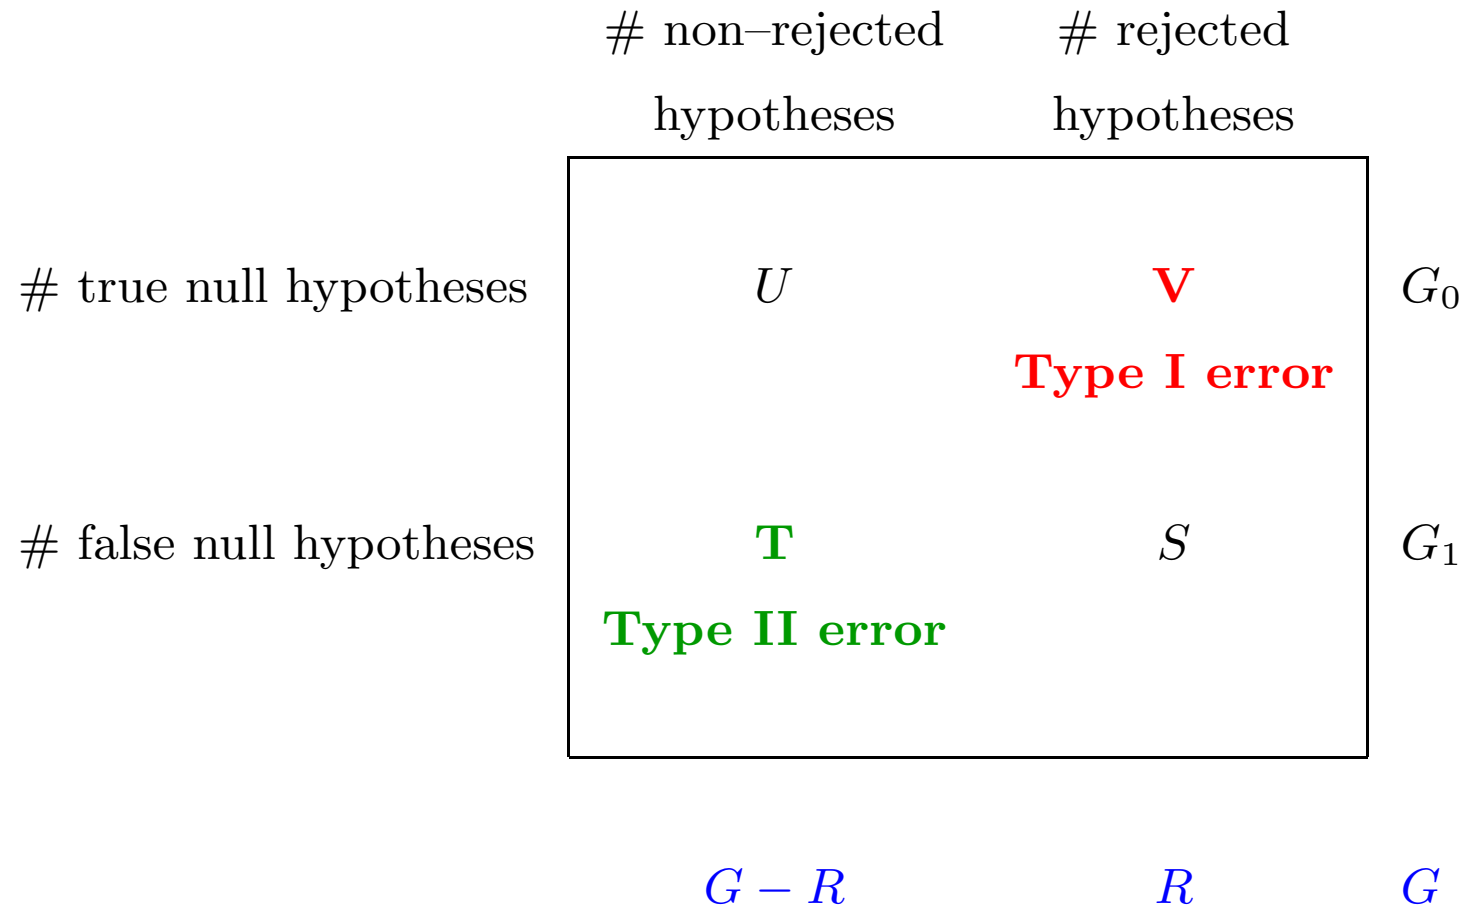 # non–rejected # rejected
hypotheses hypotheses
# true null hypotheses U V G₀
Type I error
# false null hypotheses T S G₁
Type II error
G − R R G